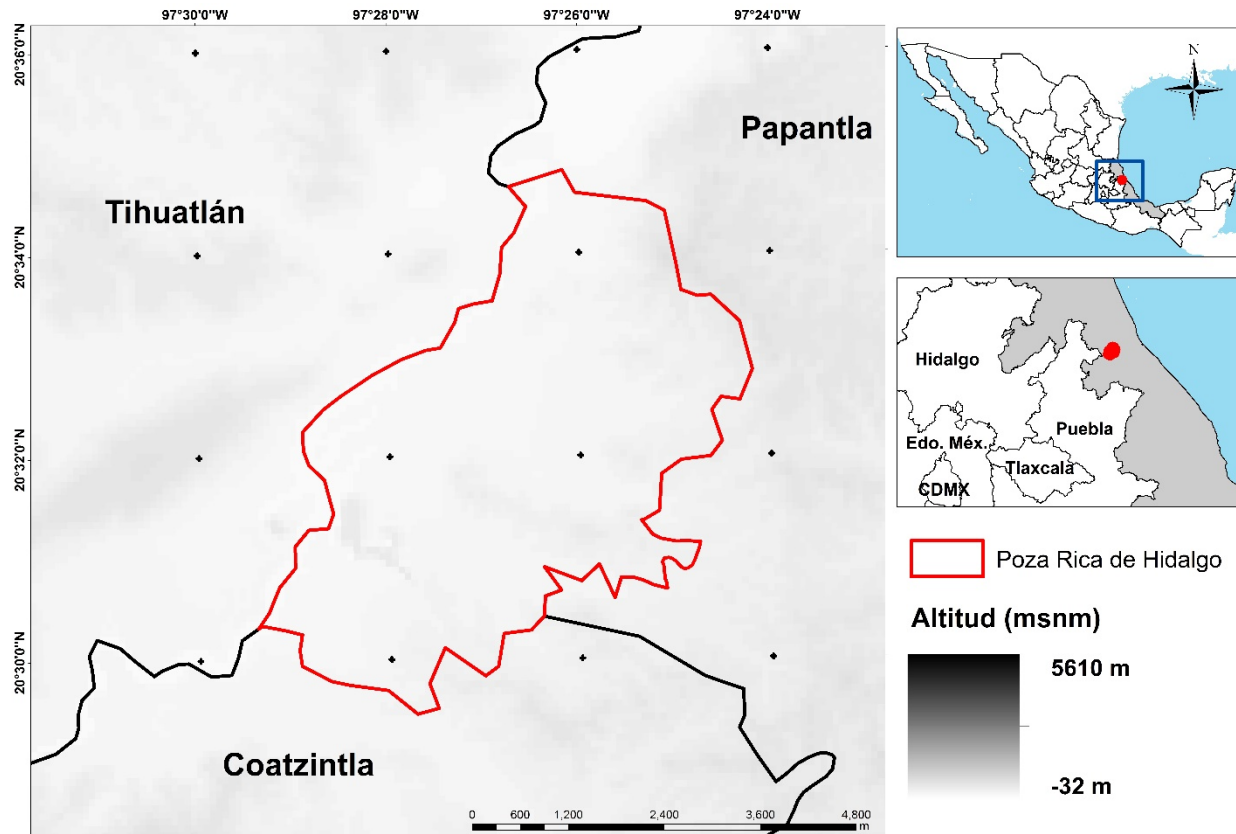 97°30'0"W 97°28'0"W 97°26'0"W 97°24'0"W
20°36'0"N
20°34'0"N
20°32'0"N
20°30'0"N
Papantla
Tihuatlán
Coatzintla
0 600 1,200 2,400 3,600 4,800
m
N
Hidalgo
Puebla
Edo. Méx.
Tlaxcala
CDMX
Poza Rica de Hidalgo
Altitud (msnm)
5610 m
-32 m